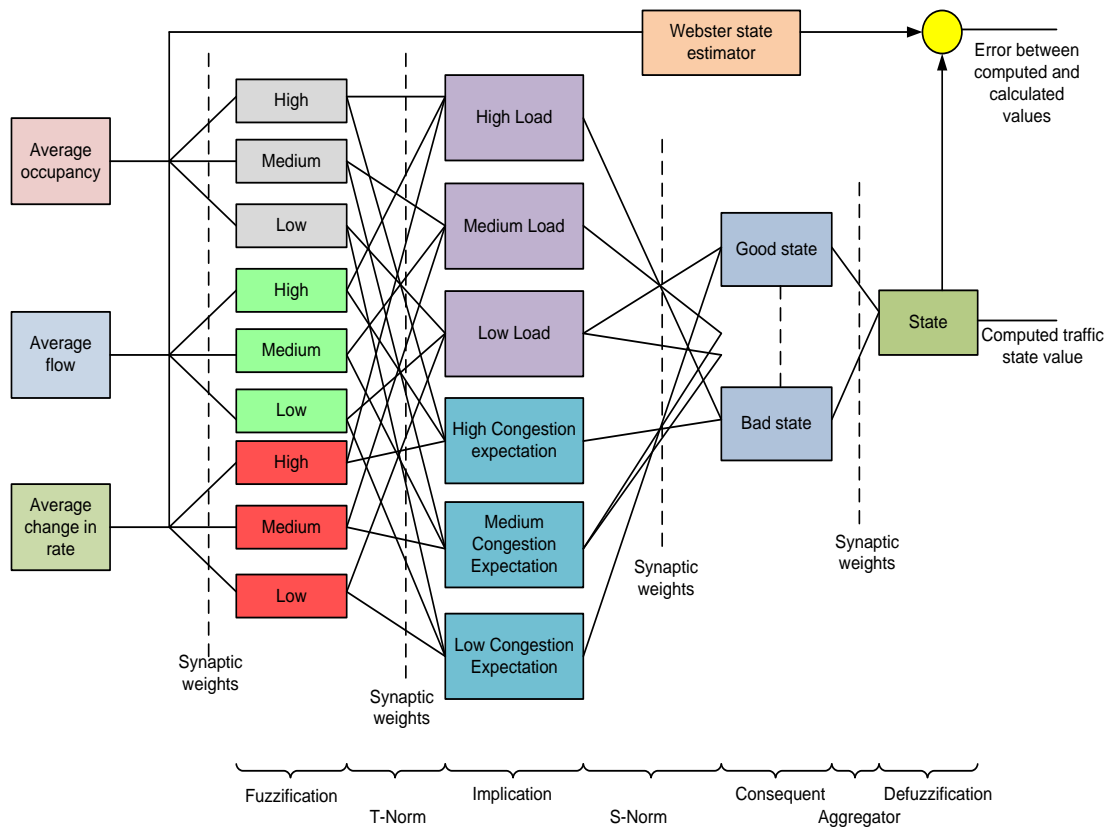 Webster state
estimator
Error between
computed and
calculated
values
Average
occupancy
High
Medium
Low
High Load
Medium Load
Low Load
Average
flow
High
Medium
Low
High Congestion
expectation
Medium
Congestion
Expectation
Low Congestion
Expectation
Average
change in
rate
High
Medium
Low
Good state
Bad state
State
Computed traffic
state value
Synaptic
weights
Synaptic
weights
Synaptic
weights
Synaptic
weights
Fuzzification
T-Norm
Implication
S-Norm
Consequent
Aggregator
Defuzzification